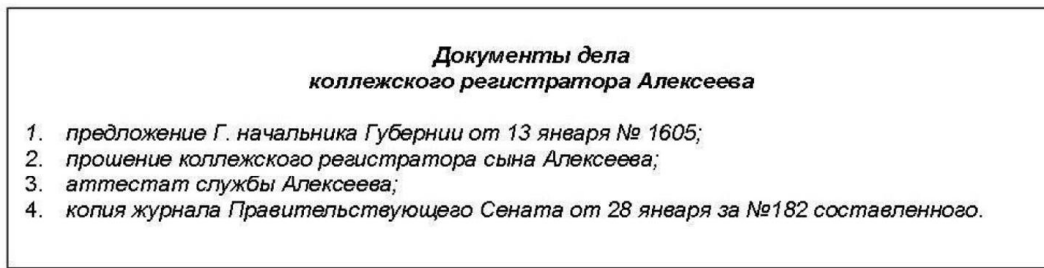 Документы дела
коллежского регистратора Алексеева
1. предложение Г. начальника Губернии от 13 января № 1605;
2. прошение коллежского регистратора сына Алексеева;
3. аттестат службы Алексеева;
4. копия журнала Правительствующего Сената от 28 января за №182 составленного.